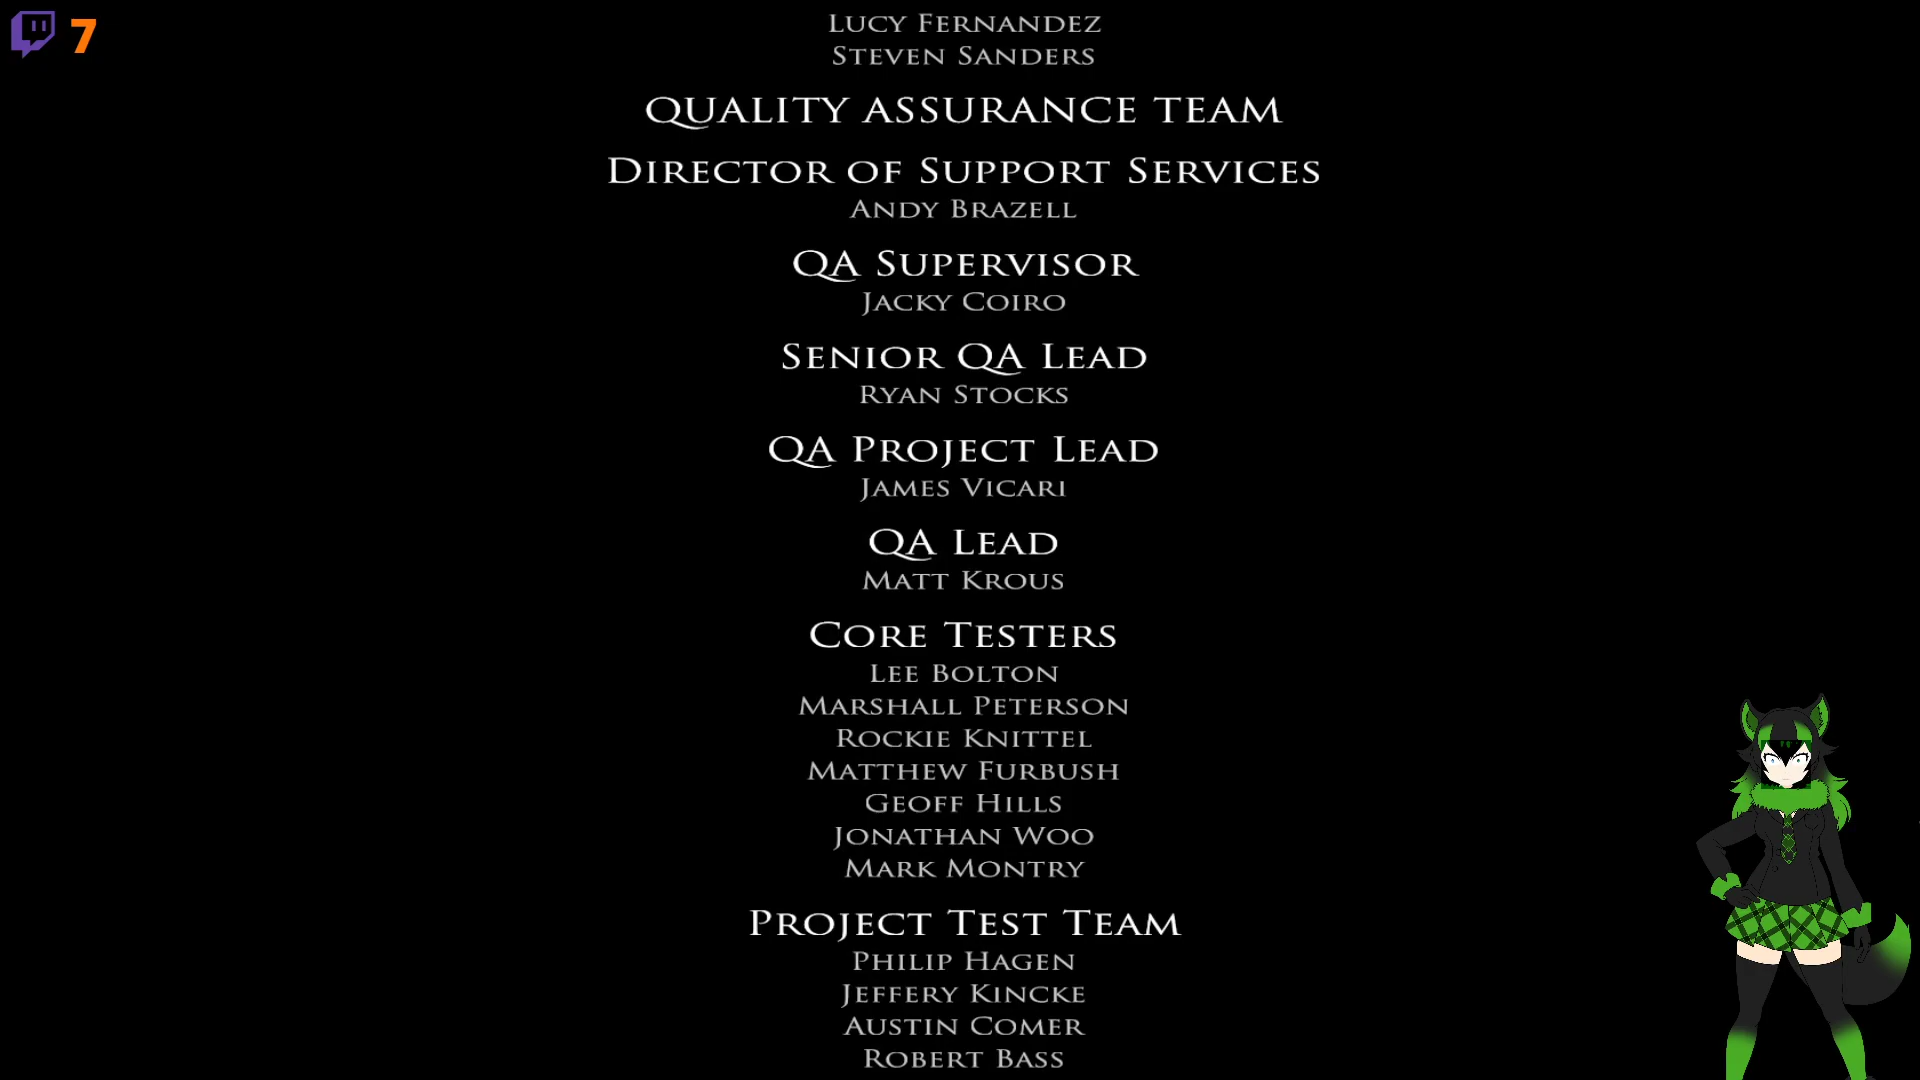 7
Lucy Fernandez
Steven Sanders
QUALITY ASSURANCE TEAM
Director of Support Services
Andy Brazell
QA Supervisor
Jacky Coiro
Senior QA Lead
Ryan Stocks
QA Project Lead
James Vicari
QA Lead
Matt Krous
Core Testers
Lee Bolton
Marshall Peterson
Rockie Knittel
Matthew Furbush
Geoff Hills
Jonathan Woo
Mark Montry
Project Test Team
Philip Hagen
Jeffery Kincke
Austin Comer
Robert Bass